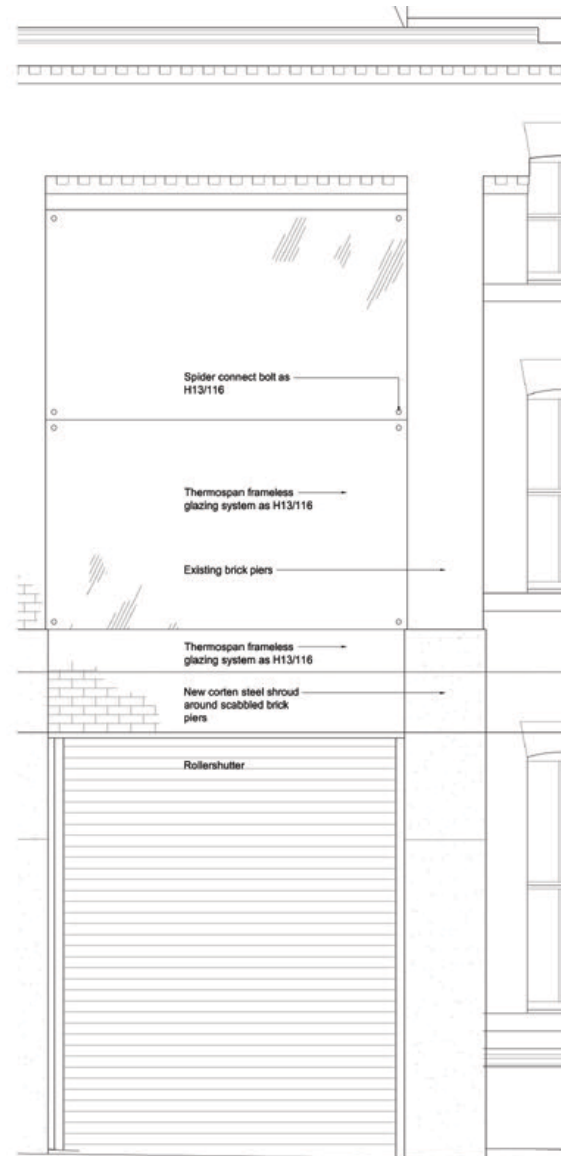 Spider connect bolt as
H13/116
Thermospan frameless
glazing system as H13/116
Existing brick piers
Thermospan frameless
glazing system as H13/116
New corten steel shroud
around scabbled brick
piers
Rollershutter